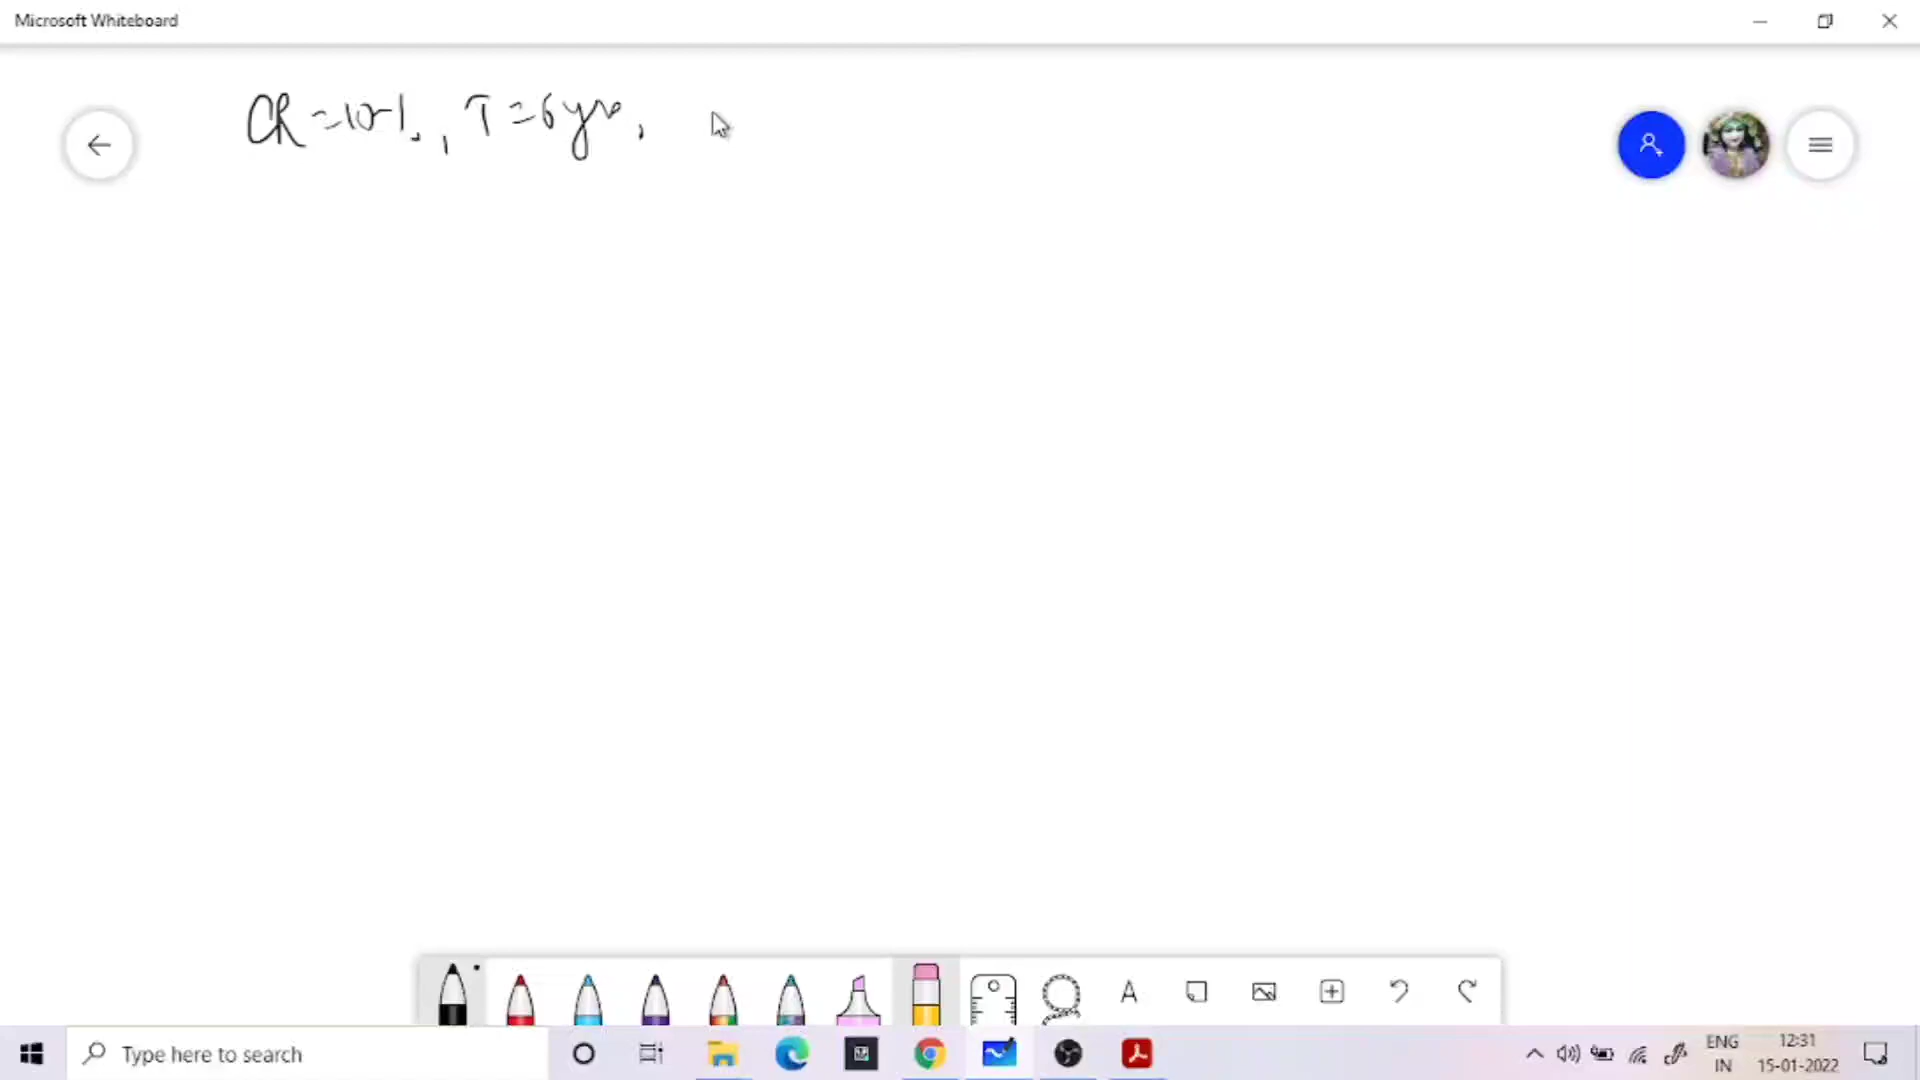 Microsoft Whiteboard
CR = 10%, T = 6 yrs,
A
Type here to search
ENG
IN
12:31
15-01-2022